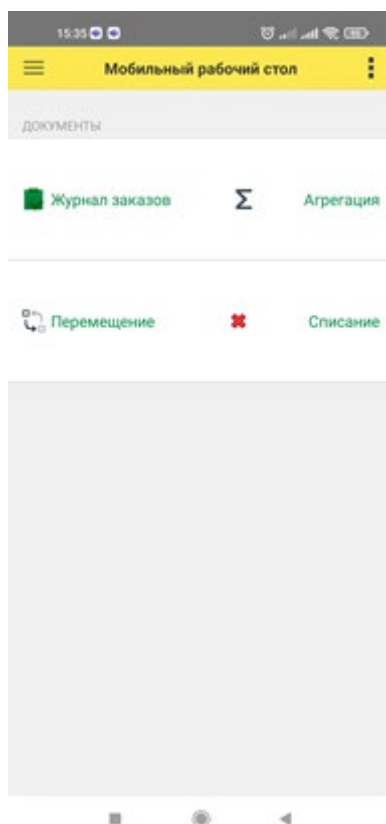 15:35
Мобильный рабочий стол
ДОКУМЕНТЫ
Журнал заказов Σ Агрегация
Перемещение Списание